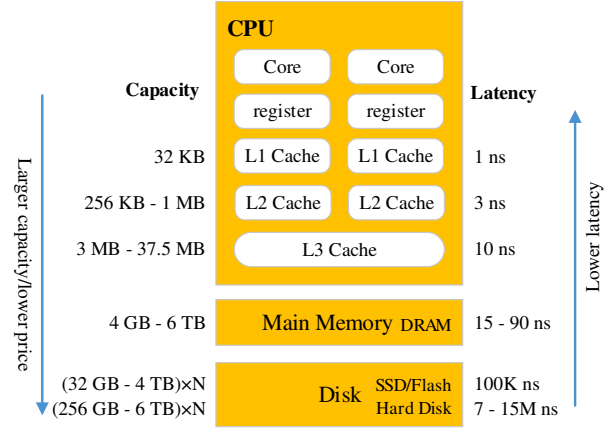 CPU
Core Core
Capacity Latency
register register
32 KB L1 Cache L1 Cache 1 ns
256 KB - 1 MB L2 Cache L2 Cache 3 ns
3 MB - 37.5 MB L3 Cache 10 ns
4 GB - 6 TB Main Memory DRAM 15 - 90 ns
(32 GB - 4 TB)×N Disk SSD/Flash 100K ns
(256 GB - 6 TB)×N Hard Disk 7 - 15M ns
Larger capacity/lower price
Lower latency